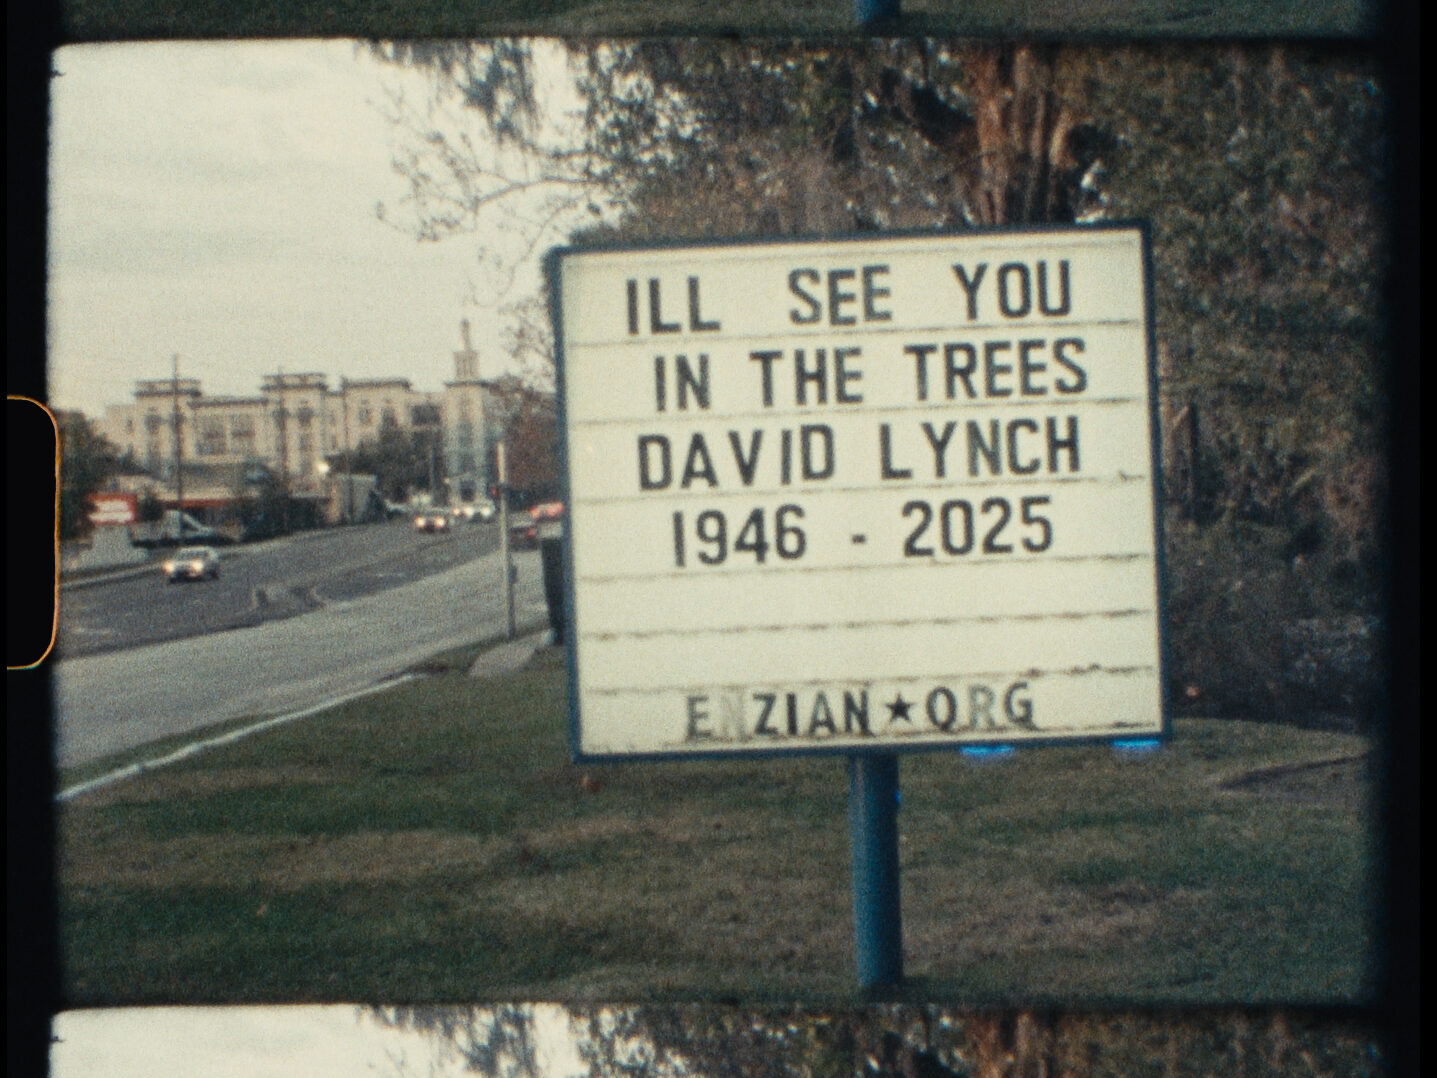 ILL SEE YOU
IN THE TREES
DAVID LYNCH
1946 - 2025
ENZIAN★ORG